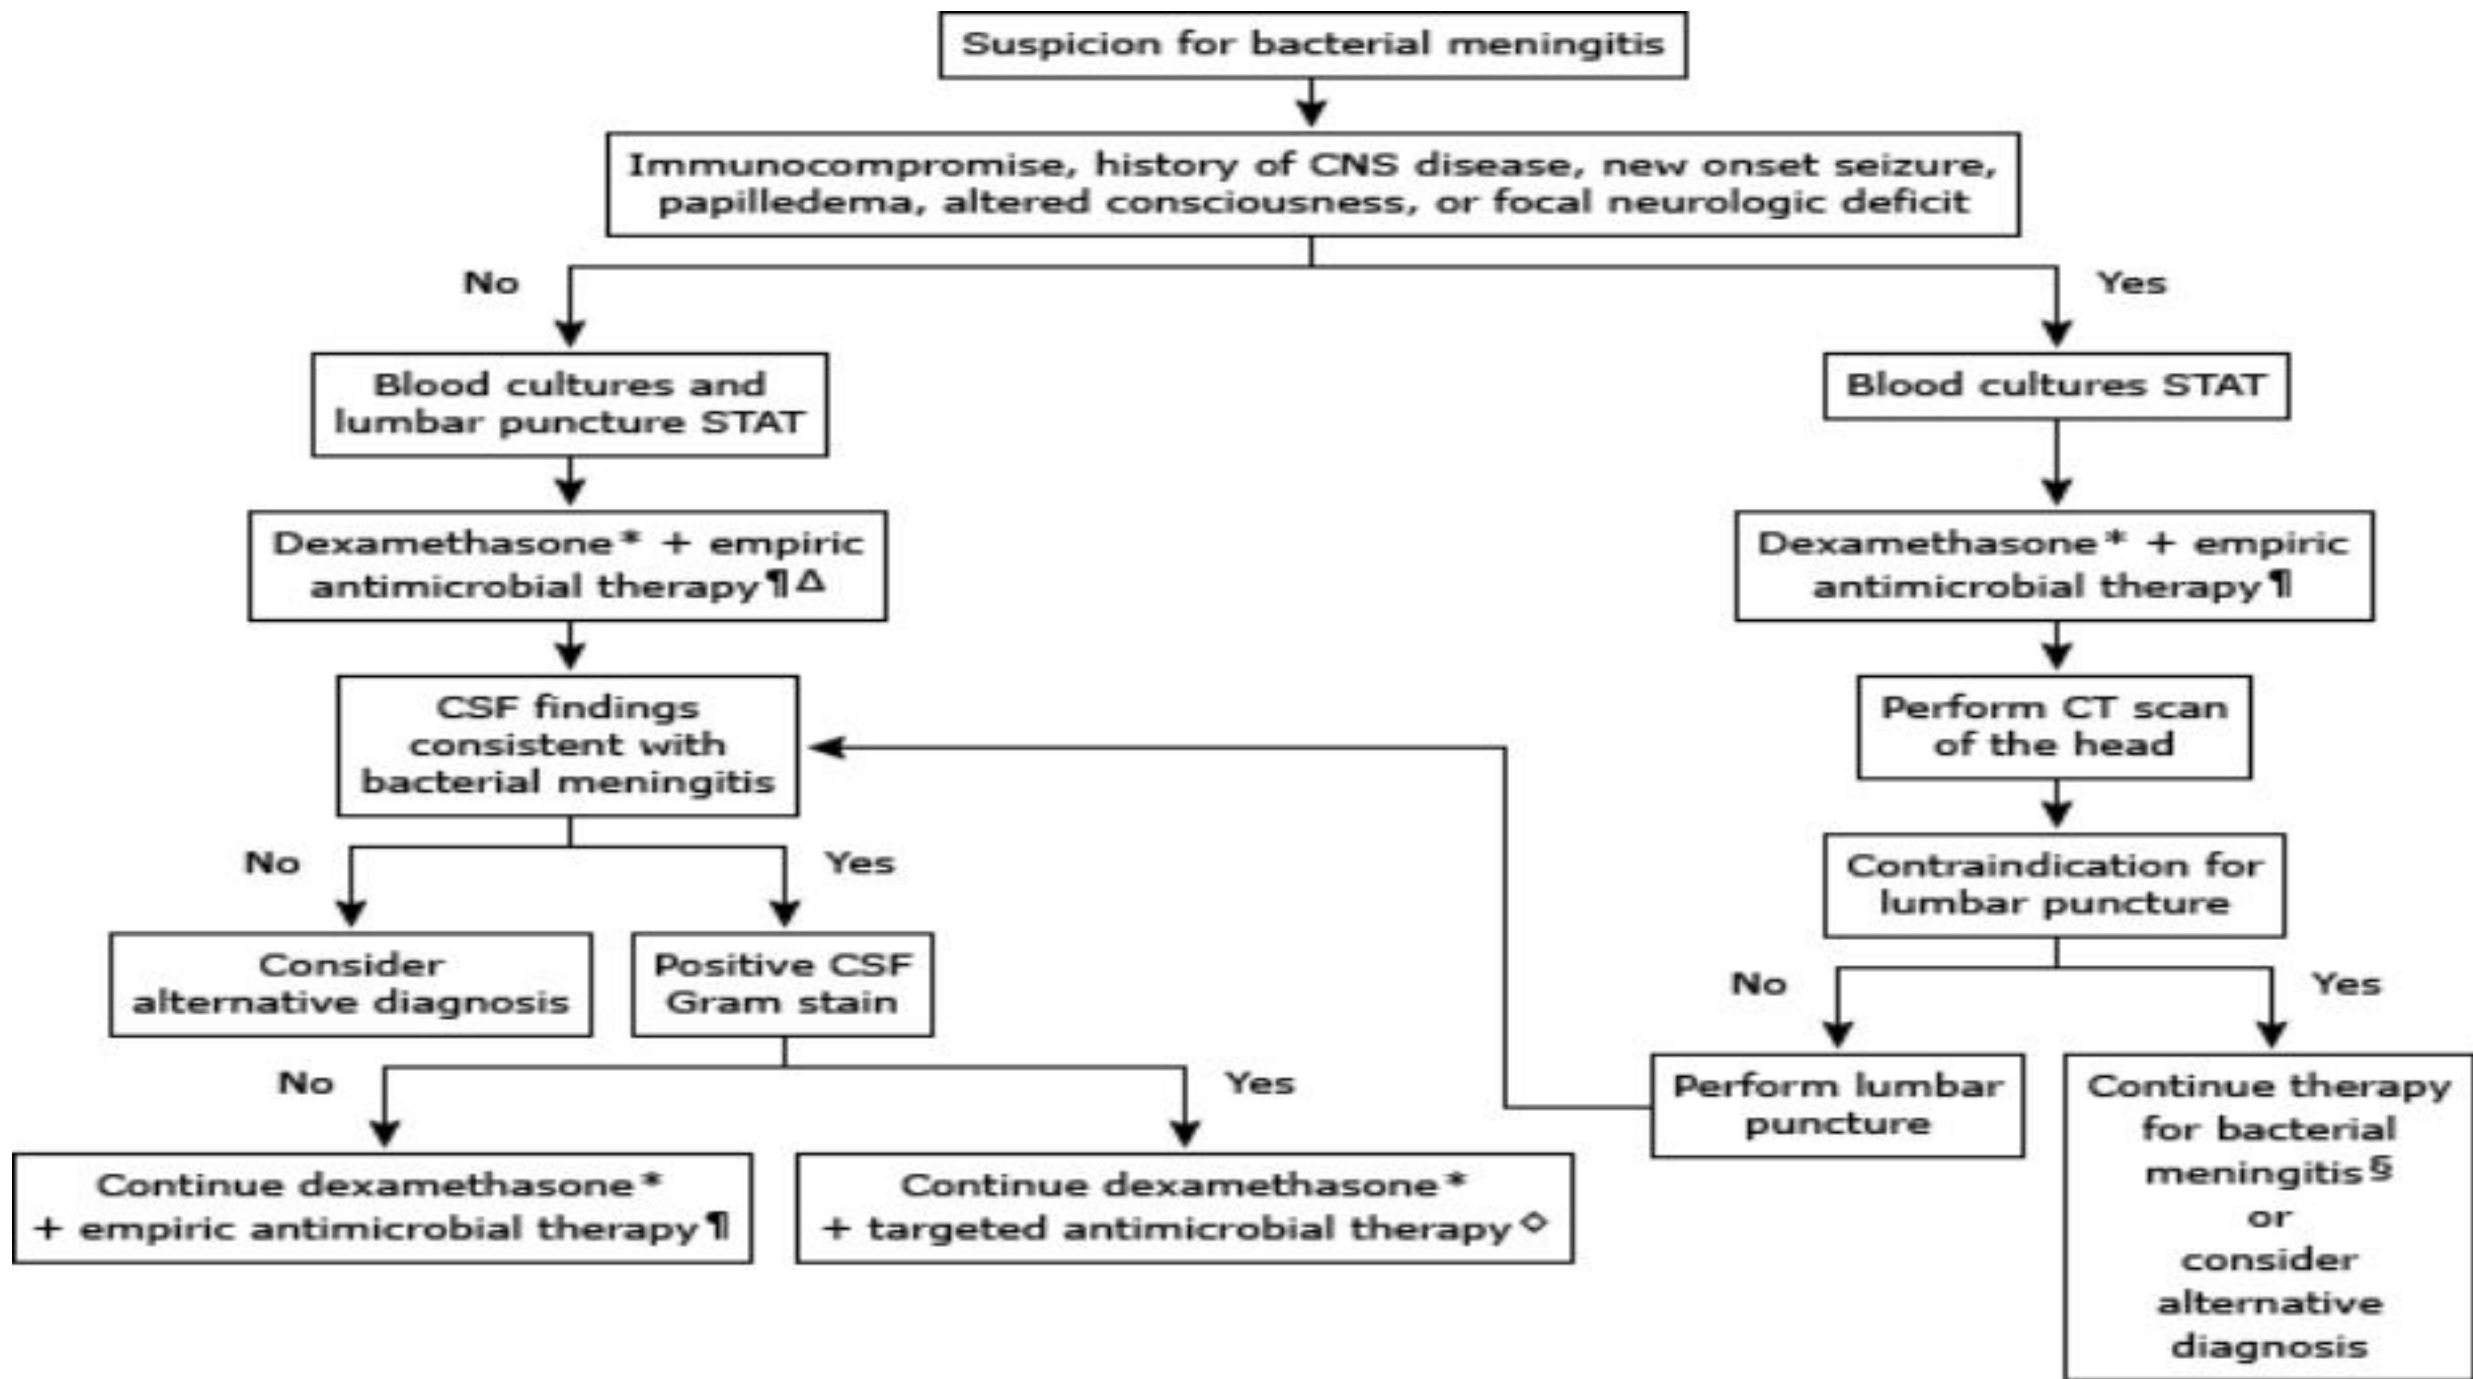 Suspicion for bacterial meningitis
Immunocompromise, history of CNS disease, new onset seizure,
papilledema, altered consciousness, or focal neurologic deficit
No
Yes
Blood cultures and
lumbar puncture STAT
Blood cultures STAT
Dexamethasone* + empiric
antimicrobial therapy¶Δ
Dexamethasone* + empiric
antimicrobial therapy¶
CSF findings
consistent with
bacterial meningitis
Perform CT scan
of the head
Contraindication for
lumbar puncture
No
Yes
Consider
alternative diagnosis
Positive CSF
Gram stain
No
Yes
No
Yes
Perform lumbar
puncture
Continue therapy
for bacterial
meningitis§
or
consider
alternative
diagnosis
Continue dexamethasone*
+ empiric antimicrobial therapy¶
Continue dexamethasone*
+ targeted antimicrobial therapy◇